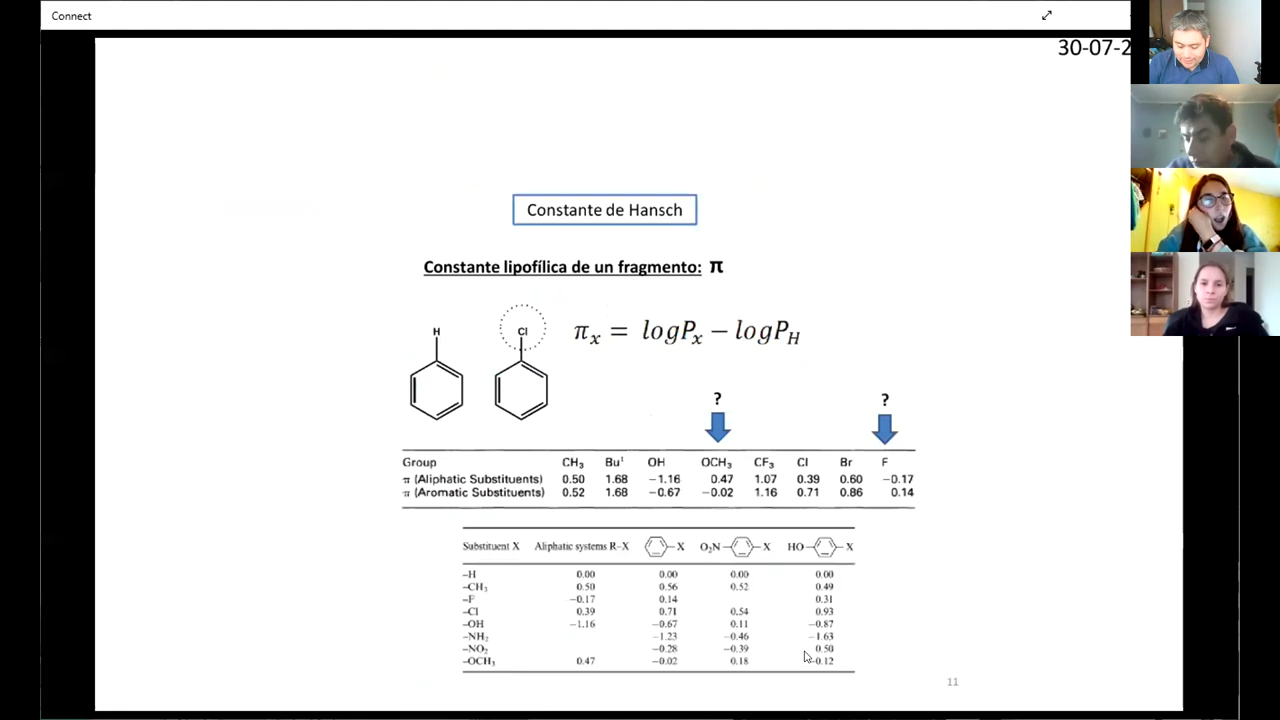 Connect
30-07-2
Constante de Hansch
Constante lipofílica de un fragmento: π
H
Cl
πx = logPx − logPH
?
?
Group CH3 Buᵗ OH OCH3 CF3 Cl Br F
π (Aliphatic Substituents) 0.50 1.68 −1.16 0.47 1.07 0.39 0.60 −0.17
π (Aromatic Substituents) 0.52 1.68 −0.67 −0.02 1.16 0.71 0.86 0.14
Substituent X Aliphatic systems R–X X O2N X HO X
–H 0.00 0.00 0.00 0.00
–CH3 0.50 0.56 0.52 0.49
–F −0.17 0.14 0.31
–Cl 0.39 0.71 0.54 0.93
–OH −1.16 −0.67 0.11 −0.87
–NH2 −1.23 −0.46 −1.63
–NO2 −0.28 −0.39 0.50
–OCH3 0.47 −0.02 0.18 −0.12
11